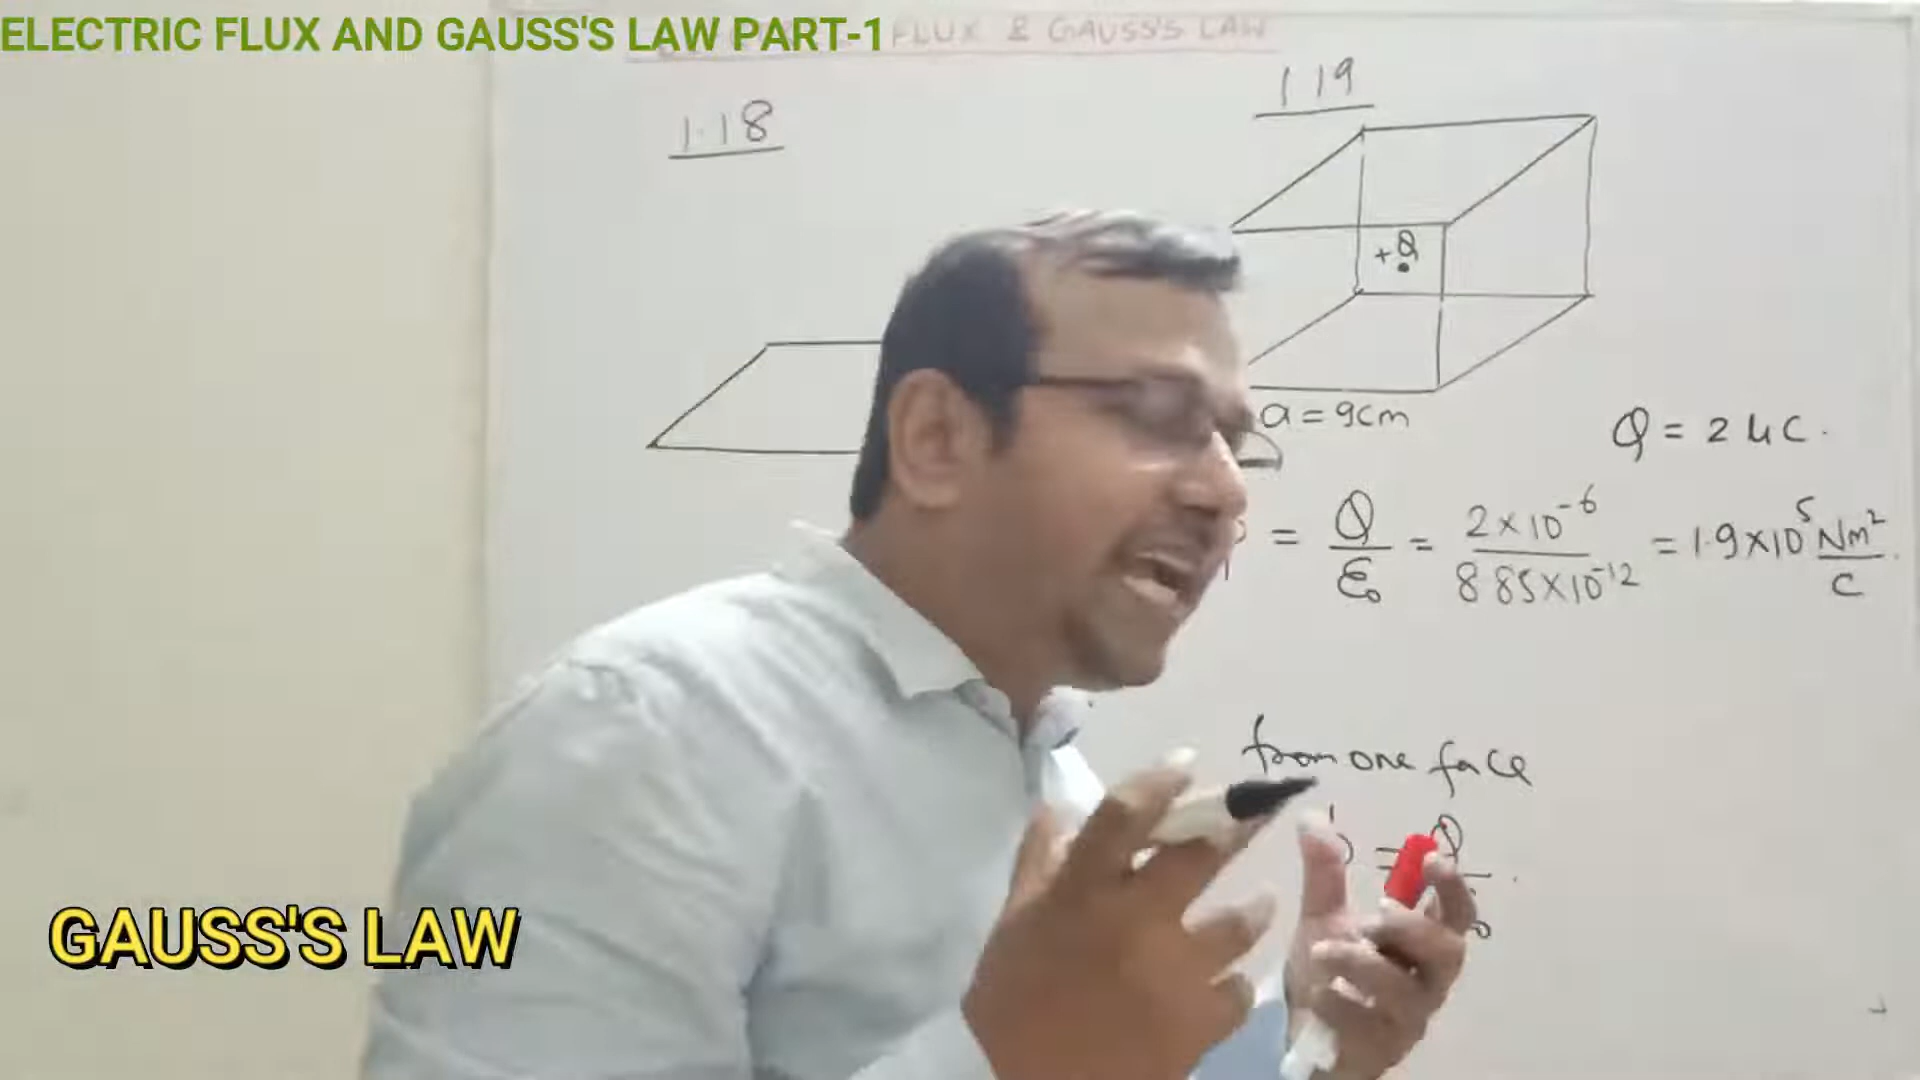 ELECTRIC FLUX AND GAUSS'S LAW PART-1
FLUX & GAUSS'S LAW
1.18
1 19
+Q
a = 9cm
Q = 2 μC.
= Q/ε₀ = 2×10⁻⁶/8 85×10⁻¹² = 1.9×10⁵ Nm²/C.
from one face
= Q
GAUSS'S LAW